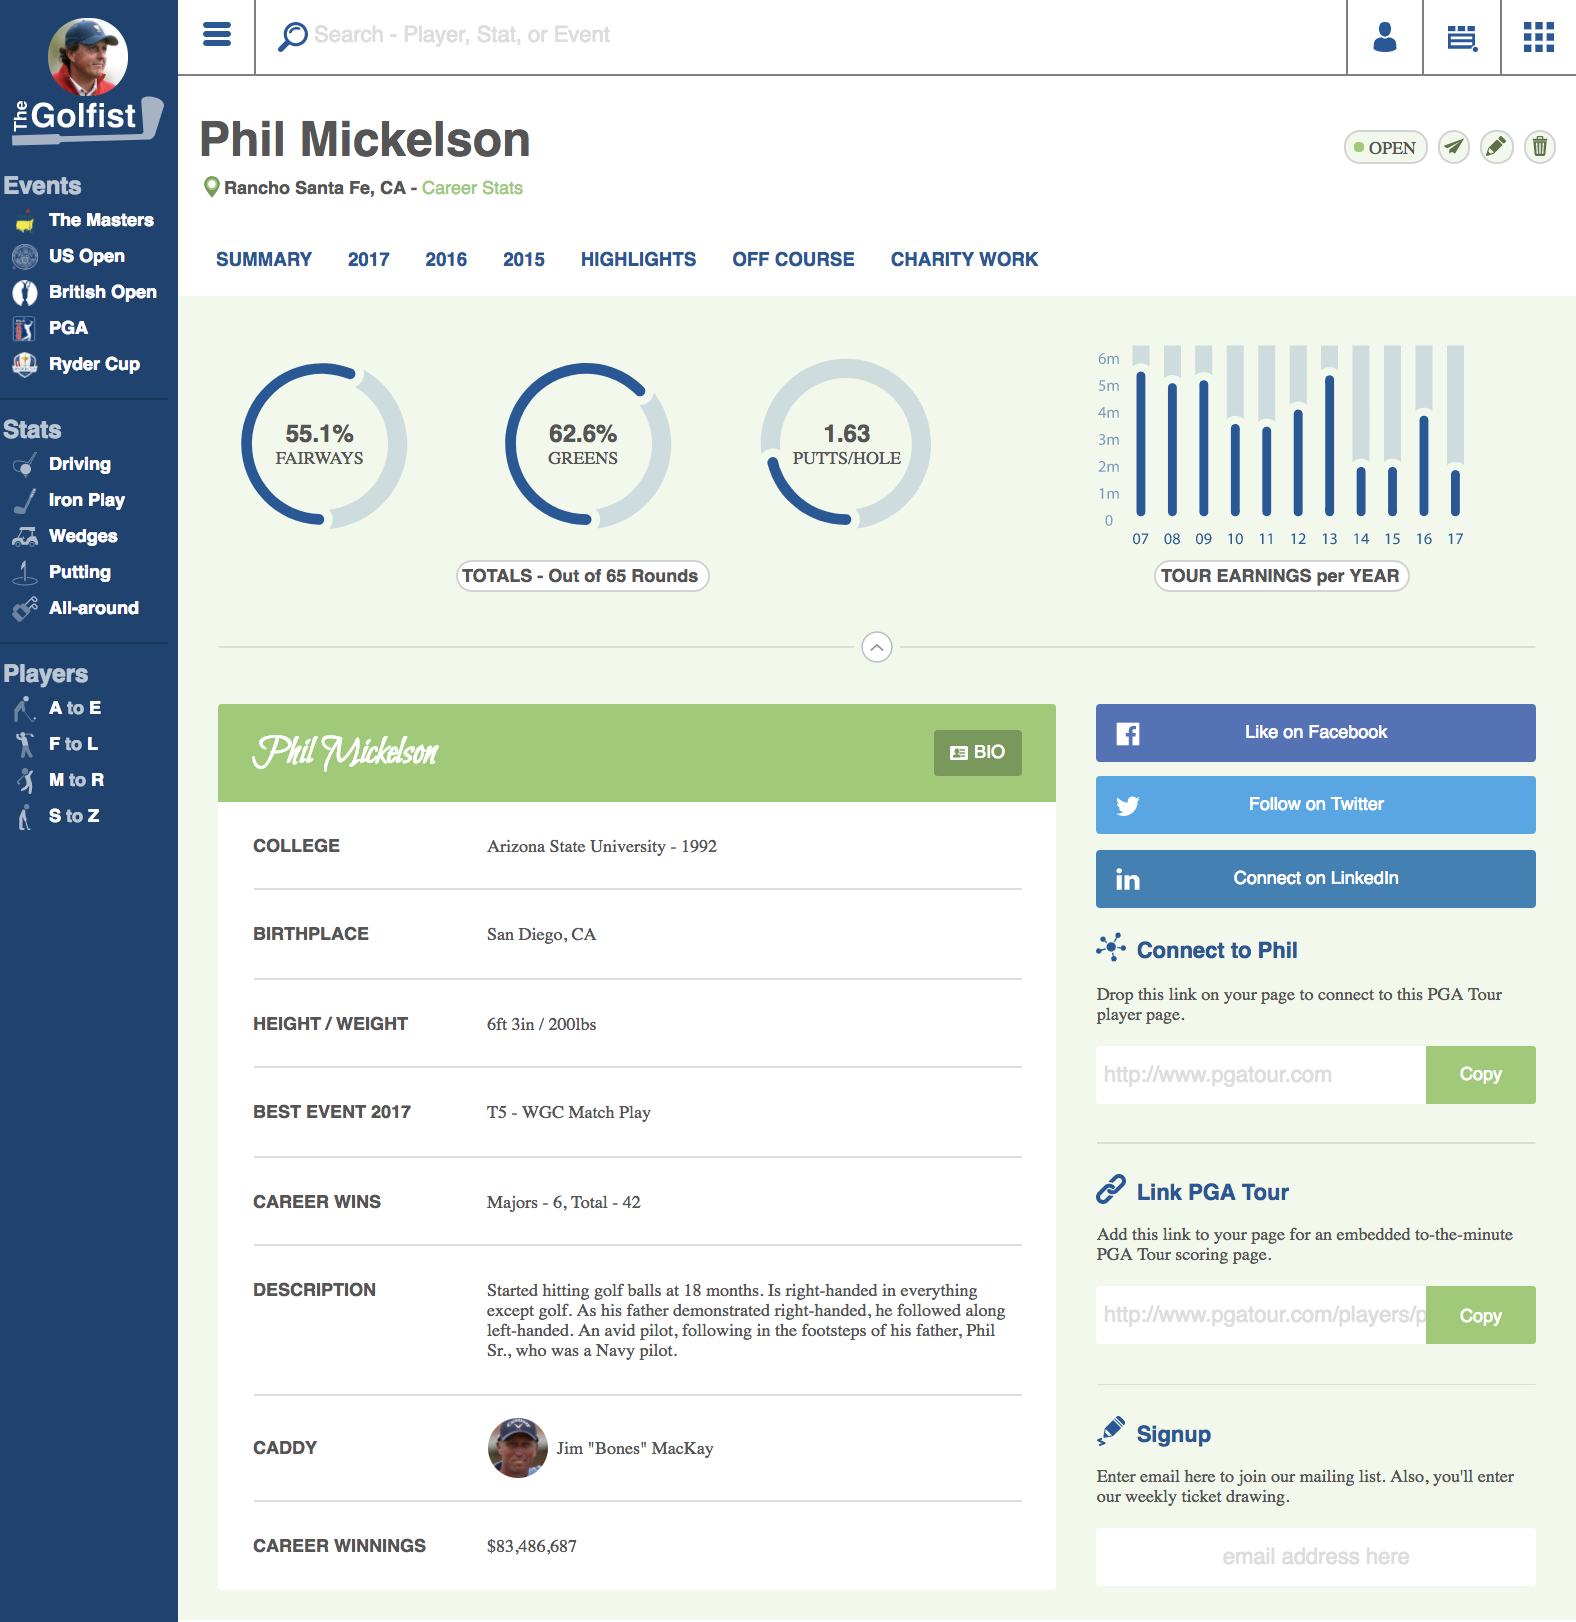 The Golfist
Events
The Masters
US Open
British Open
PGA
Ryder Cup
Stats
Driving
Iron Play
Wedges
Putting
All-around
Players
A to E
F to L
M to R
S to Z
Search - Player, Stat, or Event
Phil Mickelson
Rancho Santa Fe, CA - Career Stats
OPEN
SUMMARY 2017 2016 2015 HIGHLIGHTS OFF COURSE CHARITY WORK
55.1%
FAIRWAYS
62.6%
GREENS
1.63
PUTTS/HOLE
TOTALS - Out of 65 Rounds
6m
5m
4m
3m
2m
1m
0
07 08 09 10 11 12 13 14 15 16 17
TOUR EARNINGS per YEAR
Phil Mickelson
BIO
COLLEGE Arizona State University - 1992
BIRTHPLACE San Diego, CA
HEIGHT / WEIGHT 6ft 3in / 200lbs
BEST EVENT 2017 T5 - WGC Match Play
CAREER WINS Majors - 6, Total - 42
DESCRIPTION Started hitting golf balls at 18 months. Is right-handed in everything
except golf. As his father demonstrated right-handed, he followed along
left-handed. An avid pilot, following in the footsteps of his father, Phil
Sr., who was a Navy pilot.
CADDY Jim "Bones" MacKay
CAREER WINNINGS $83,486,687
Like on Facebook
Follow on Twitter
Connect on LinkedIn
Connect to Phil
Drop this link on your page to connect to this PGA Tour
player page.
http://www.pgatour.com Copy
Link PGA Tour
Add this link to your page for an embedded to-the-minute
PGA Tour scoring page.
http://www.pgatour.com/players/p Copy
Signup
Enter email here to join our mailing list. Also, you'll enter
our weekly ticket drawing.
email address here